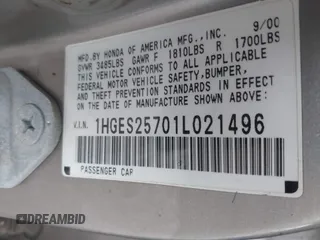 MFD. BY HONDA OF AMERICA MFG., INC. 9/00
GVWR 3485LBS GAWR F 1810LBS R 1700LBS
THIS VEHICLE CONFORMS TO ALL APPLICABLE
FEDERAL MOTOR VEHICLE SAFETY, BUMPER,
AND THEFT PREVENTION STANDARDS IN EFFECT
ON THE DATE OF MANUFACTURE SHOWN ABOVE.
V.I.N. 1HGES25701L021496
PASSENGER CAR
DREAMBID
DREAMBID